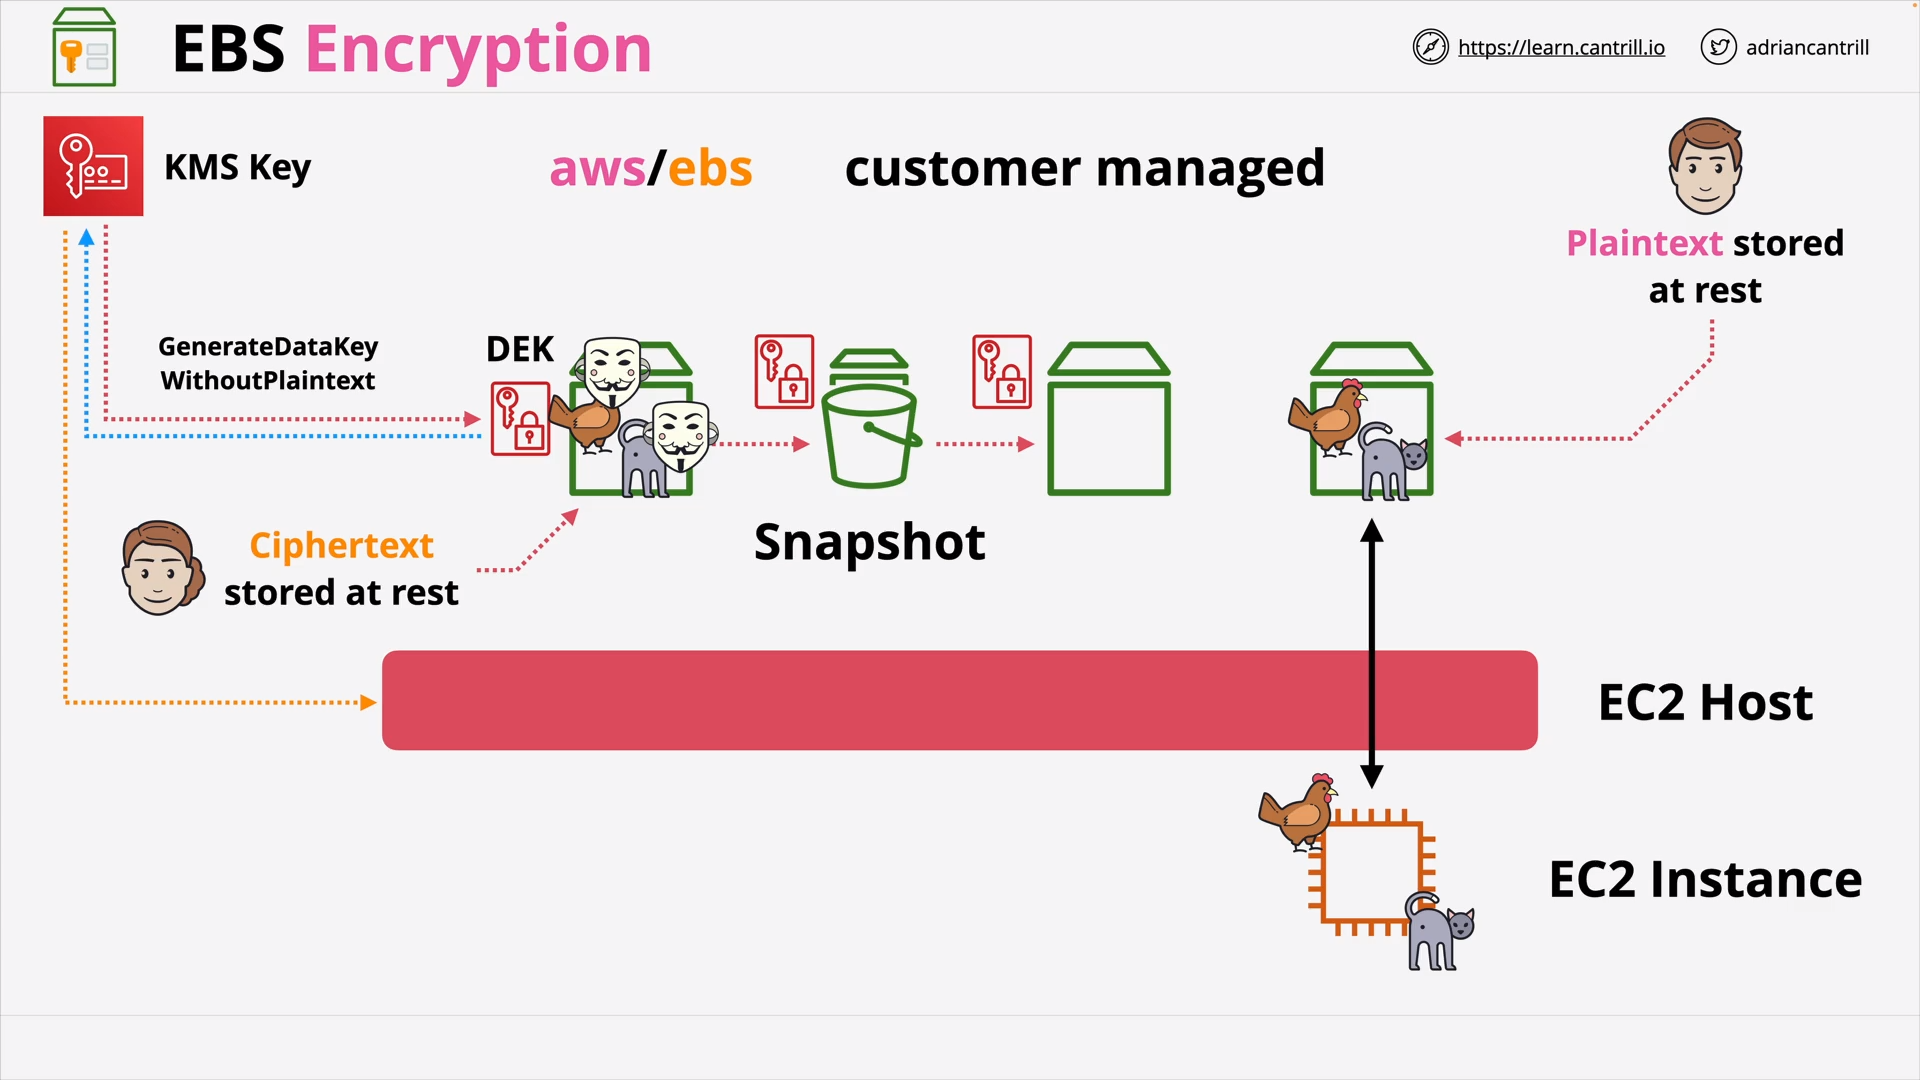 EBS Encryption
https://learn.cantrill.io
adriancantrill
KMS Key
aws/ebs
customer managed
Plaintext stored
at rest
GenerateDataKey
WithoutPlaintext
DEK
Ciphertext
stored at rest
Snapshot
EC2 Host
EC2 Instance